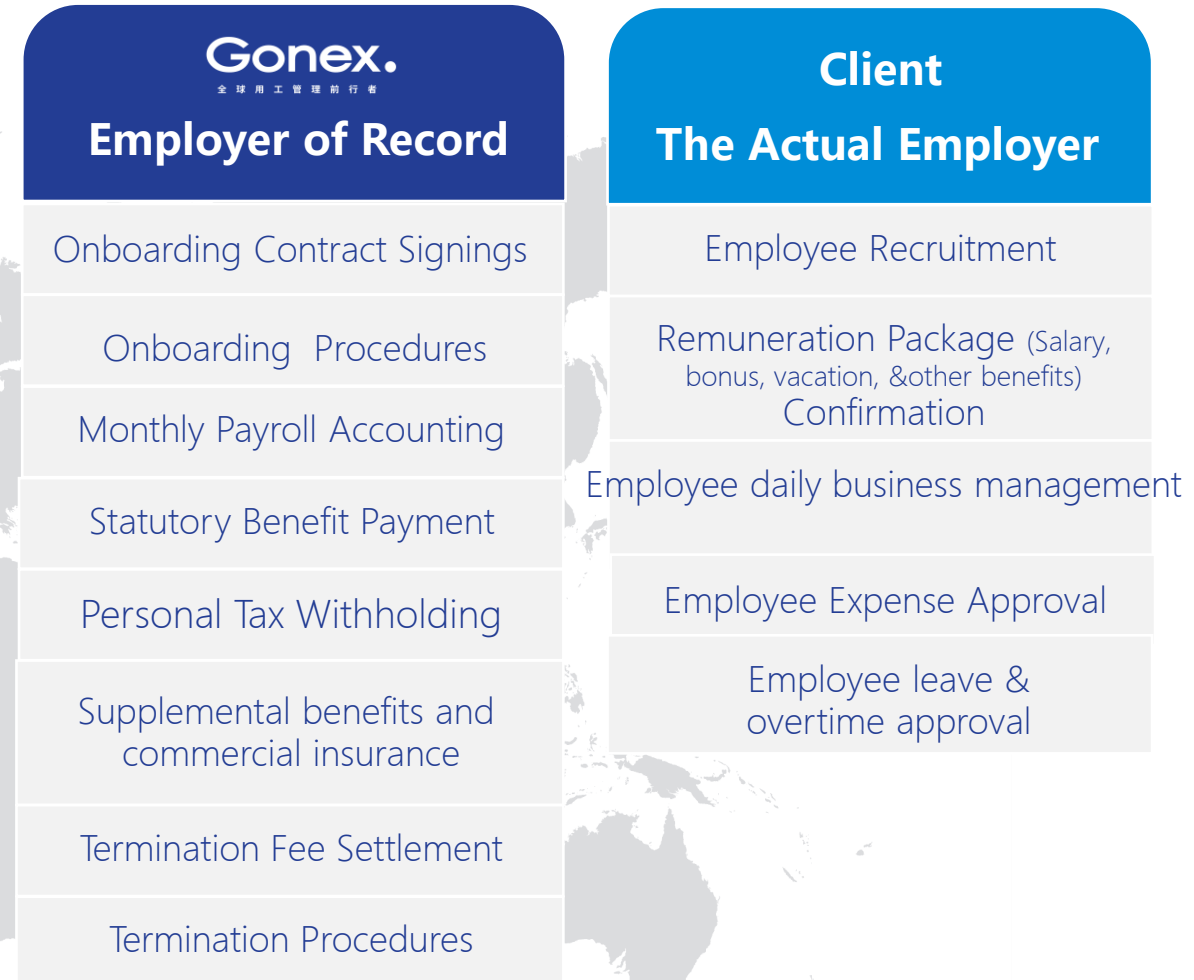 Gonex.
全球用工管理前行者
Employer of Record
Onboarding Contract Signings
Onboarding  Procedures
Monthly Payroll Accounting
Statutory Benefit Payment
Personal Tax Withholding
Supplemental benefits and
commercial insurance
Termination Fee Settlement
Termination Procedures
Client
The Actual Employer
Employee Recruitment
Remuneration Package (Salary,
bonus, vacation, &other benefits)
Confirmation
Employee daily business management
Employee Expense Approval
Employee leave &
overtime approval